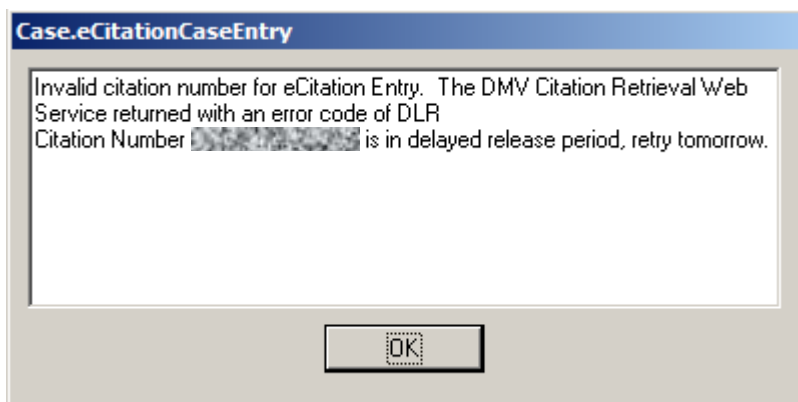 Case.eCitationCaseEntry
Invalid citation number for eCitation Entry.  The DMV Citation Retrieval Web
Service returned with an error code of DLR
Citation Number is in delayed release period, retry tomorrow.
OK